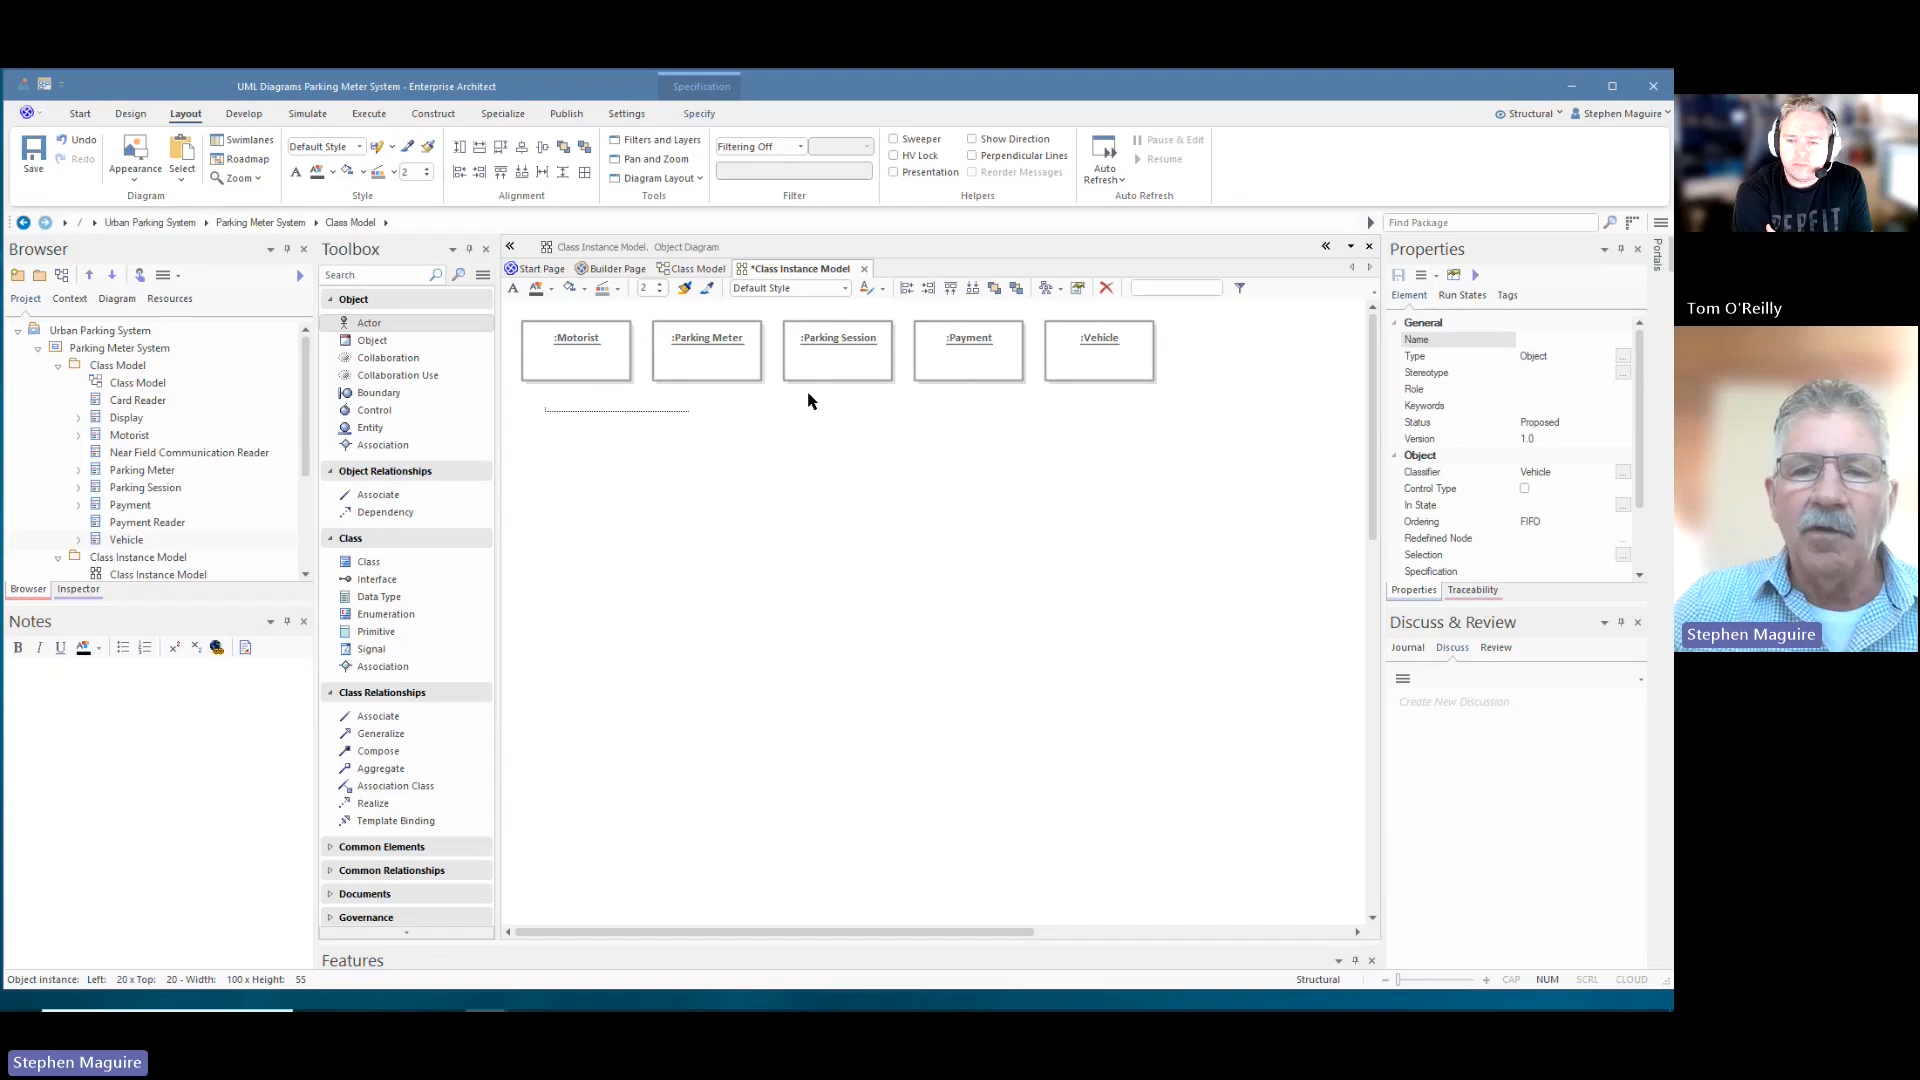 UML Diagrams Parking Meter System - Enterprise Architect
Specification
Start Design Layout Develop Simulate Execute Construct Specialize Publish Settings Specify
Structural Stephen Maguire
Save
Undo
Redo
Appearance
Select
Swimlanes
Roadmap
Zoom
Diagram
Default Style
2
Style
Alignment
Filters and Layers
Pan and Zoom
Diagram Layout
Tools
Filtering Off
Filter
Sweeper
HV Lock
Presentation
Show Direction
Perpendicular Lines
Reorder Messages
Helpers
Auto
Refresh
Pause & Edit
Resume
Auto Refresh
/ Urban Parking System Parking Meter System Class Model
Find Package
Browser
Project Context Diagram Resources
Urban Parking System
Parking Meter System
Class Model
Class Model
Card Reader
Display
Motorist
Near Field Communication Reader
Parking Meter
Parking Session
Payment
Payment Reader
Vehicle
Class Instance Model
Class Instance Model
Browser Inspector
Notes
B I U
Toolbox
Search
Object
Actor
Object
Collaboration
Collaboration Use
Boundary
Control
Entity
Association
Object Relationships
Associate
Dependency
Class
Class
Interface
Data Type
Enumeration
Primitive
Signal
Association
Class Relationships
Associate
Generalize
Compose
Aggregate
Association Class
Realize
Template Binding
Common Elements
Common Relationships
Documents
Governance
Class Instance Model. Object Diagram
Start Page Builder Page Class Model *Class Instance Model
2 Default Style
:Motorist :Parking Meter :Parking Session :Payment :Vehicle
Features
Properties
Element Run States Tags
General
Name
Type Object
Stereotype
Role
Keywords
Status Proposed
Version 1.0
Object
Classifier Vehicle
Control Type
In State
Ordering FIFO
Redefined Node
Selection
Specification
Properties Traceability
Discuss & Review
Journal Discuss Review
Create New Discussion
Portals
Object instance: Left: 20 x Top: 20 - Width: 100 x Height: 55
Structural
CAP NUM SCRL CLOUD
Tom O'Reilly
Stephen Maguire
Stephen Maguire